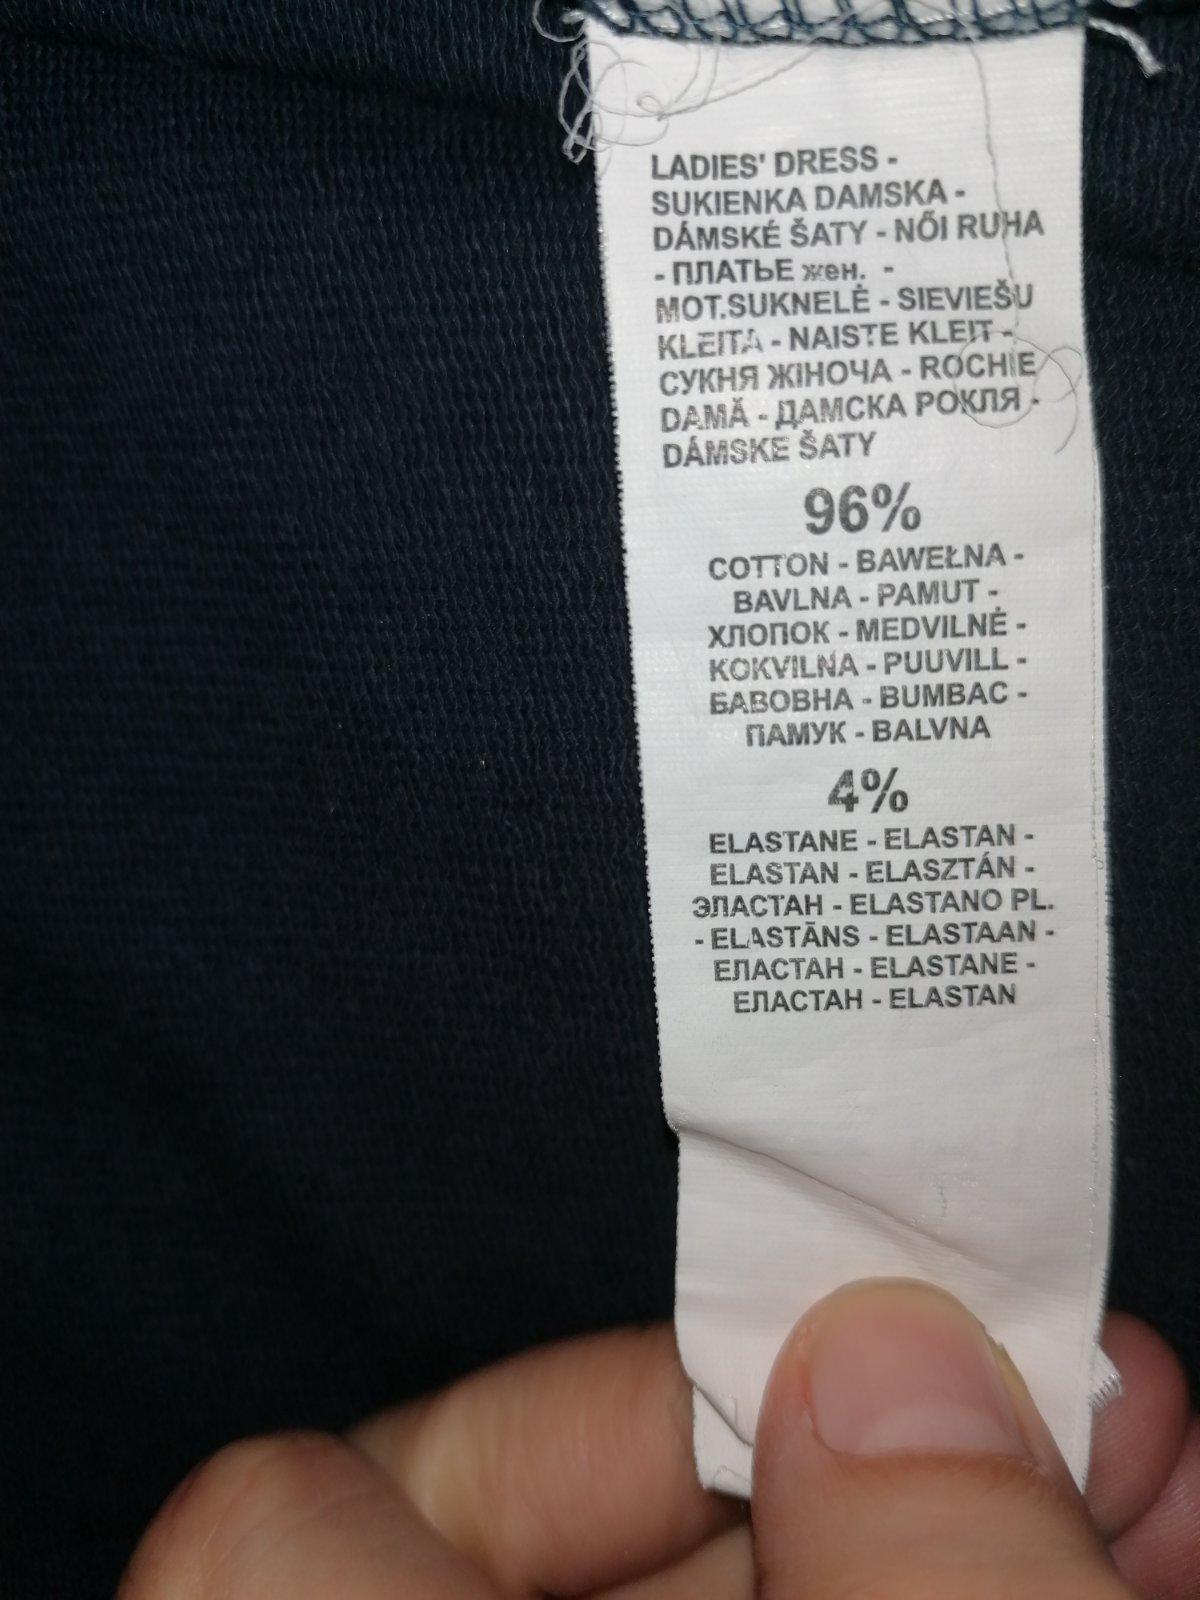 LADIES' DRESS -
SUKIENKA DAMSKA -
DÁMSKÉ ŠATY - NŐI RUHA
- ПЛАТЬЕ жен. -
MOT.SUKNELĖ - SIEVIEŠU
KLEITA - NAISTE KLEIT -
СУКНЯ ЖІНОЧА - ROCHIE
DAMĂ - ДАМСКА РОКЛЯ -
DÁMSKE ŠATY
96%
COTTON - BAWEŁNA -
BAVLNA - PAMUT -
ХЛОПОК - MEDVILNĖ -
KOKVILNA - PUUVILL -
БАВОВНА - BUMBAC -
ПАМУК - BALVNA
4%
ELASTANE - ELASTAN -
ELASTAN - ELASZTÁN -
ЭЛАСТАН - ELASTANO PL.
- ELASTĀNS - ELASTAAN -
ЕЛАСТАН - ELASTANE -
ЕЛАСТАН - ELASTAN